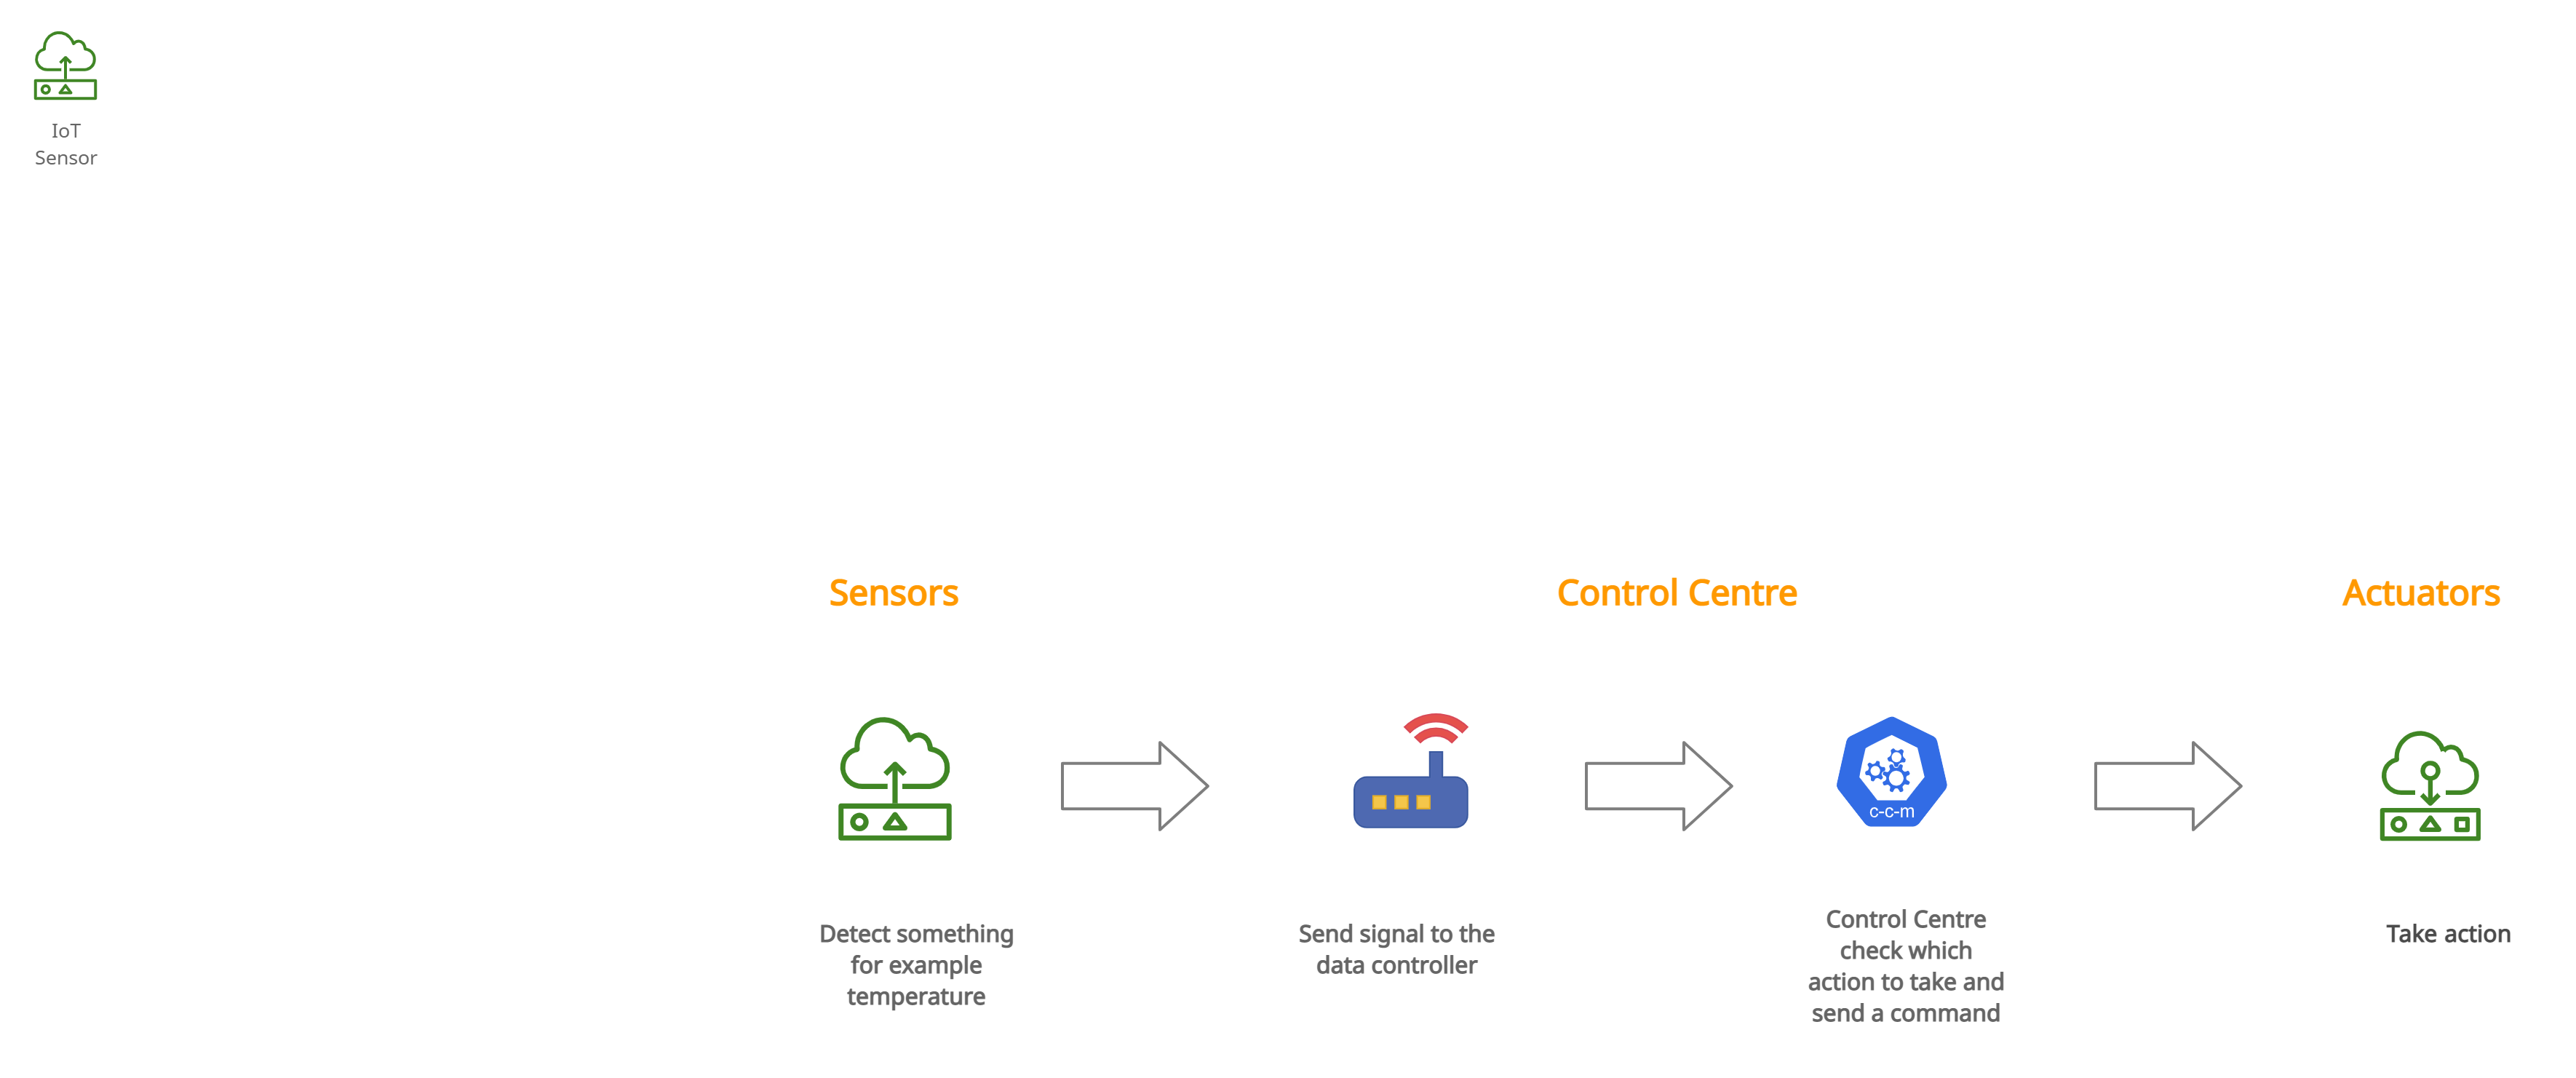 IoT
Sensor
Sensors
Control Centre
Actuators
c-c-m
Detect something
for example
temperature
Send signal to the
data controller
Control Centre
check which
action to take and
send a command
Take action